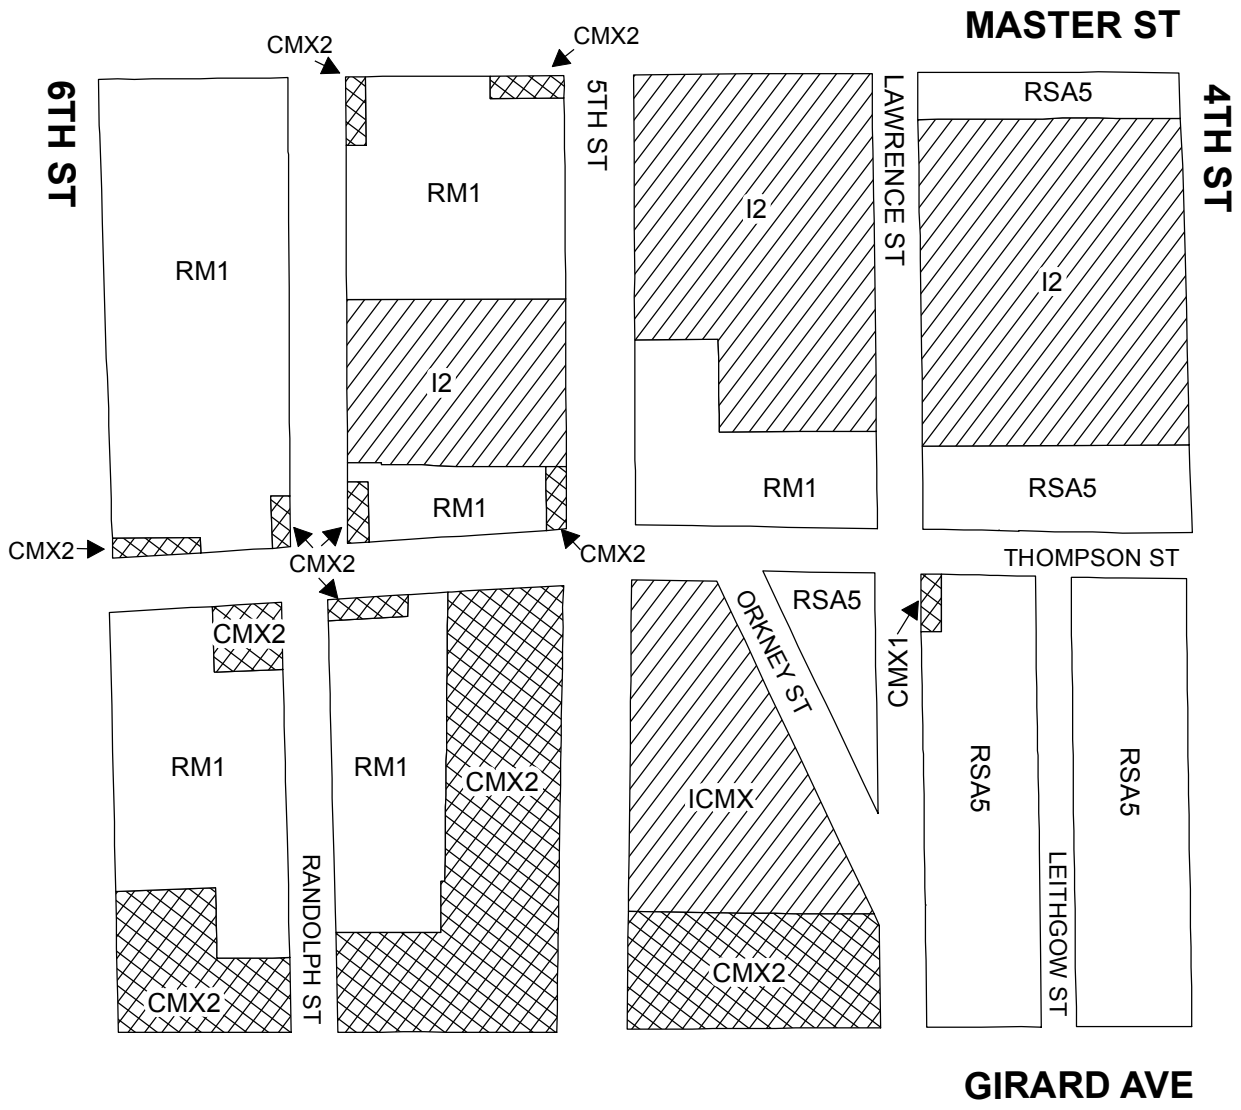 MASTER ST
CMX2
CMX2
6TH ST
5TH ST
LAWRENCE ST
RSA5
4TH ST
RM1
I2
RM1
I2
I2
RM1
RM1
RSA5
CMX2
CMX2
CMX2
THOMPSON ST
CMX2
ORKNEY ST
RSA5
CMX1
RM1
RM1
CMX2
ICMX
RSA5
RSA5
RANDOLPH ST
LEITHGOW ST
CMX2
CMX2
GIRARD AVE